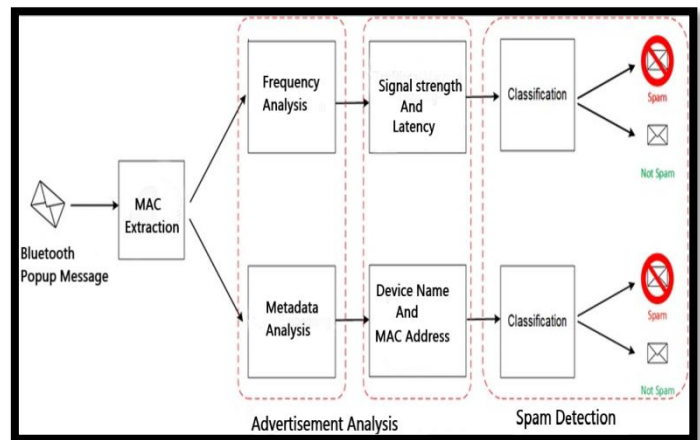 Bluetooth
Popup Message
MAC
Extraction
Frequency
Analysis
Signal strength
And
Latency
Classification
Spam
Not Spam
Metadata
Analysis
Device Name
And
MAC Address
Classification
Spam
Not Spam
Advertisement Analysis
Spam Detection